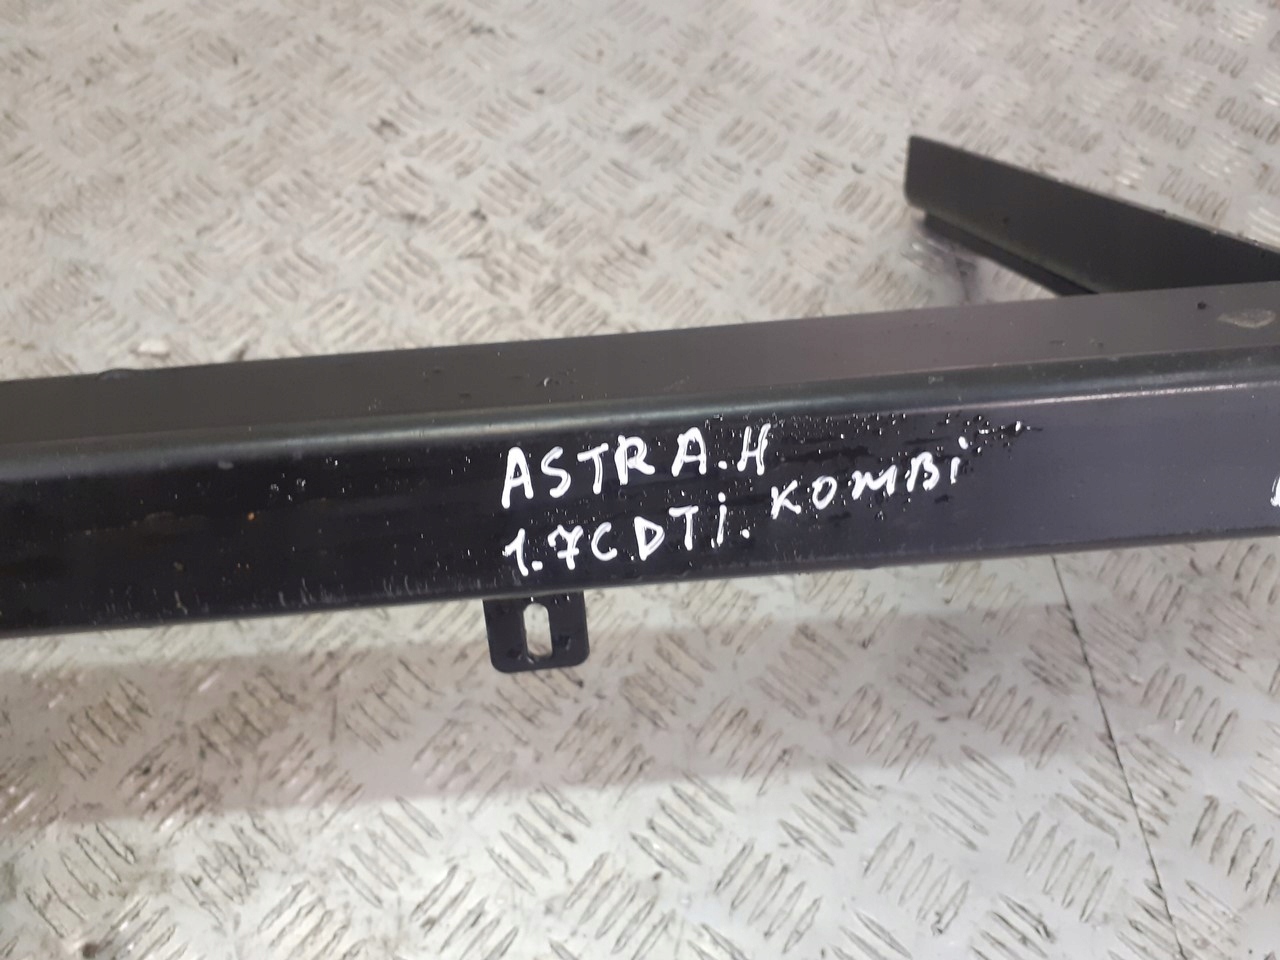 ASTRA.H
1.7CDTi. KOMBi